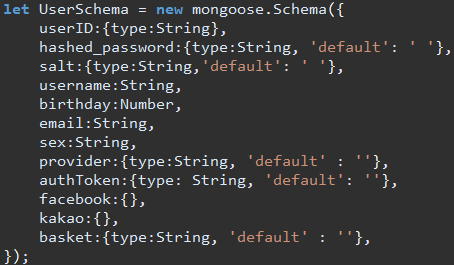 let UserSchema = new mongoose.Schema({
userID:{type:String},
hashed_password:{type:String, 'default': ' '},
salt:{type:String,'default': ' '},
username:String,
birthday:Number,
email:String,
sex:String,
provider:{type:String, 'default' : ''},
authToken:{type: String, 'default': ''},
facebook:{},
kakao:{},
basket:{type:String, 'default' : ''},
});